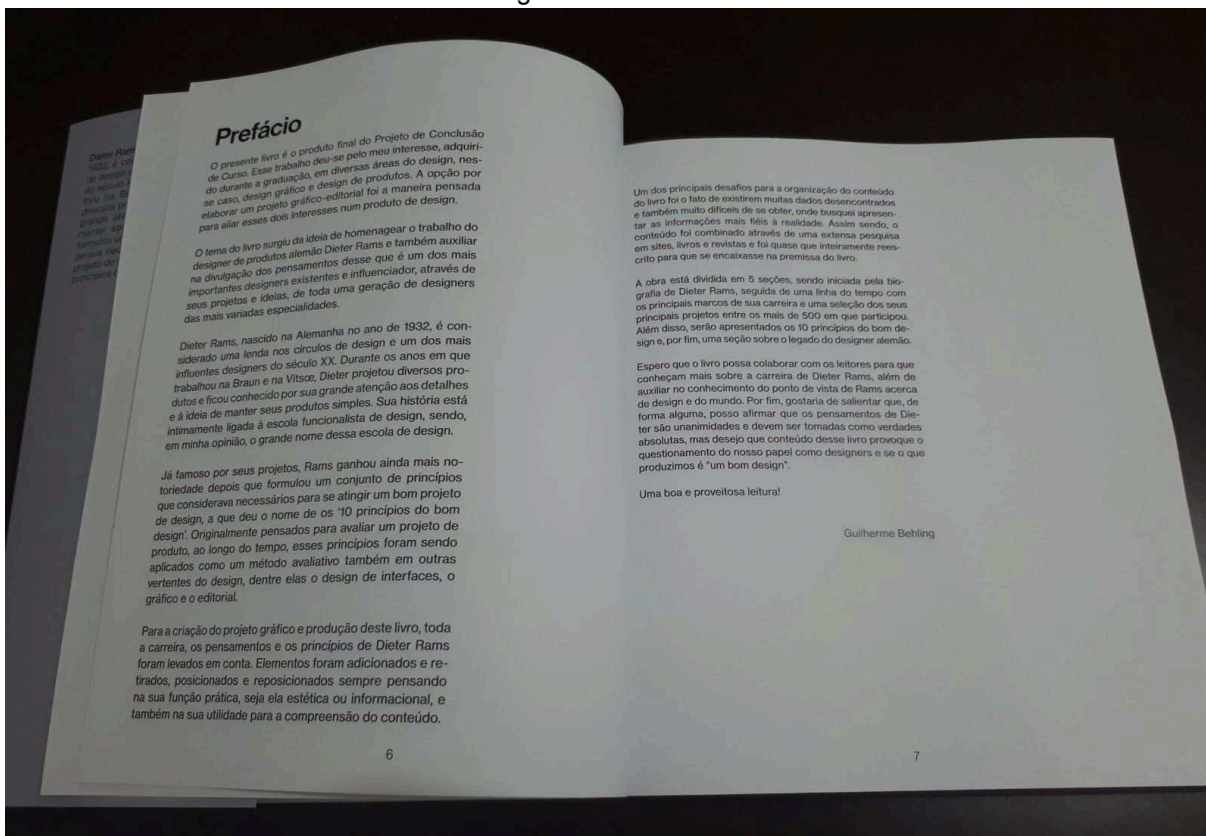 Dieter Ram
1932, é co
de design
do século X
thou na B
diversos pr
grande ate
manter se
formulou u
derava nec
projeto de
princípios d
Prefácio
O presente livro é o produto final do Projeto de Conclusão
de Curso. Esse trabalho deu-se pelo meu interesse, adquiri-
do durante a graduação, em diversas áreas do design, nes-
se caso, design gráfico e design de produtos. A opção por
elaborar um projeto gráfico-editorial foi a maneira pensada
para aliar esses dois interesses num produto de design.
O tema do livro surgiu da ideia de homenagear o trabalho do
designer de produtos alemão Dieter Rams e também auxiliar
na divulgação dos pensamentos desse que é um dos mais
importantes designers existentes e influenciador, através de
seus projetos e ideias, de toda uma geração de designers
das mais variadas especialidades.
Dieter Rams, nascido na Alemanha no ano de 1932, é con-
siderado uma lenda nos círculos de design e um dos mais
influentes designers do século XX. Durante os anos em que
trabalhou na Braun e na Vitsœ, Dieter projetou diversos pro-
dutos e ficou conhecido por sua grande atenção aos detalhes
e à ideia de manter seus produtos simples. Sua história está
intimamente ligada à escola funcionalista de design, sendo,
em minha opinião, o grande nome dessa escola de design.
Já famoso por seus projetos, Rams ganhou ainda mais no-
toriedade depois que formulou um conjunto de princípios
que considerava necessários para se atingir um bom projeto
de design, a que deu o nome de os '10 princípios do bom
design'. Originalmente pensados para avaliar um projeto de
produto, ao longo do tempo, esses princípios foram sendo
aplicados como um método avaliativo também em outras
vertentes do design, dentre elas o design de interfaces, o
gráfico e o editorial.
Para a criação do projeto gráfico e produção deste livro, toda
a carreira, os pensamentos e os princípios de Dieter Rams
foram levados em conta. Elementos foram adicionados e re-
tirados, posicionados e reposicionados sempre pensando
na sua função prática, seja ela estética ou informacional, e
também na sua utilidade para a compreensão do conteúdo.
6
Um dos principais desafios para a organização do conteúdo
do livro foi o fato de existirem muitas dados desencontrados
e também muito difíceis de se obter, onde busquei apresen-
tar as informações mais fiéis à realidade. Assim sendo, o
conteúdo foi combinado através de uma extensa pesquisa
em sites, livros e revistas e foi quase que inteiramente rees-
crito para que se encaixasse na premissa do livro.
A obra está dividida em 5 seções, sendo iniciada pela bio-
grafia de Dieter Rams, seguida de uma linha do tempo com
os principais marcos de sua carreira e uma seleção dos seus
principais projetos entre os mais de 500 em que participou.
Além disso, serão apresentados os 10 princípios do bom de-
sign e, por fim, uma seção sobre o legado do designer alemão.
Espero que o livro possa colaborar com os leitores para que
conheçam mais sobre a carreira de Dieter Rams, além de
auxiliar no conhecimento do ponto de vista de Rams acerca
de design e do mundo. Por fim, gostaria de salientar que, de
forma alguma, posso afirmar que os pensamentos de Die-
ter são unanimidades e devem ser tomadas como verdades
absolutas, mas desejo que conteúdo desse livro provoque o
questionamento do nosso papel como designers e se o que
produzimos é "um bom design".
Uma boa e proveitosa leitura!
Guilherme Behling
7